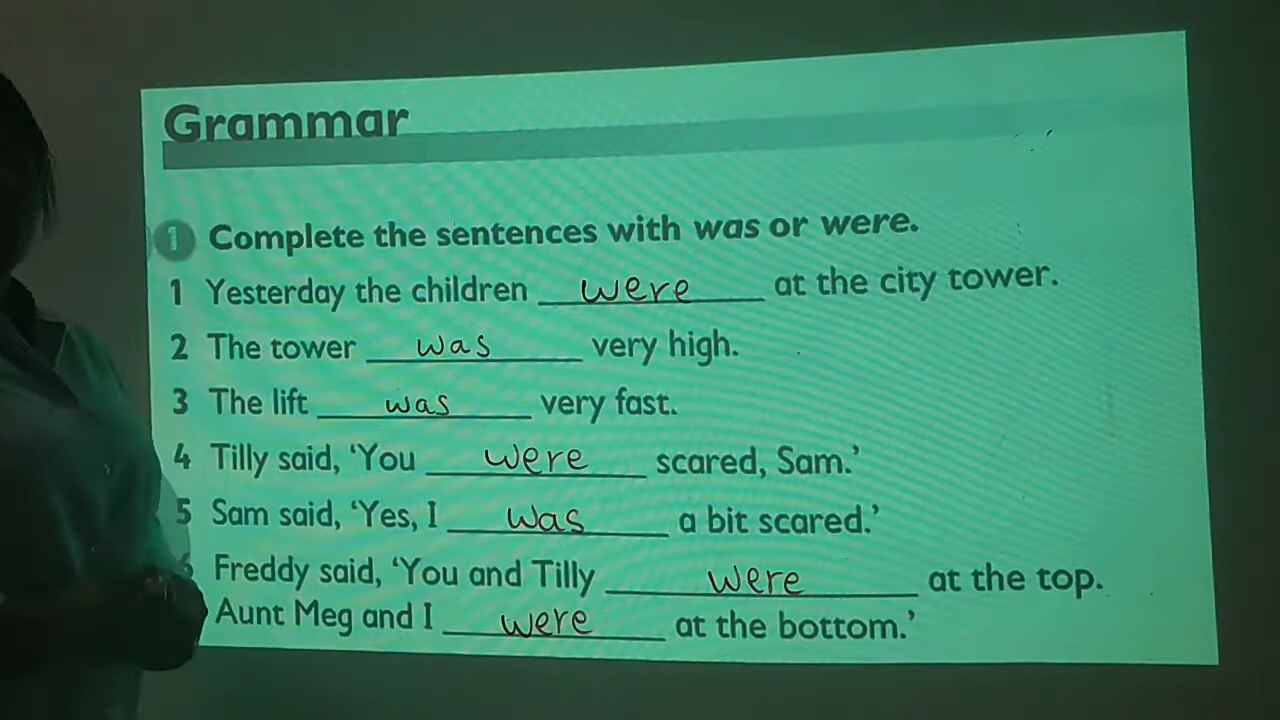 Grammar
1 Complete the sentences with was or were.
1 Yesterday the children were at the city tower.
2 The tower was very high.
3 The lift was very fast.
4 Tilly said, ‘You were scared, Sam.’
5 Sam said, ‘Yes, I was a bit scared.’
6 Freddy said, ‘You and Tilly were at the top.
Aunt Meg and I were at the bottom.’